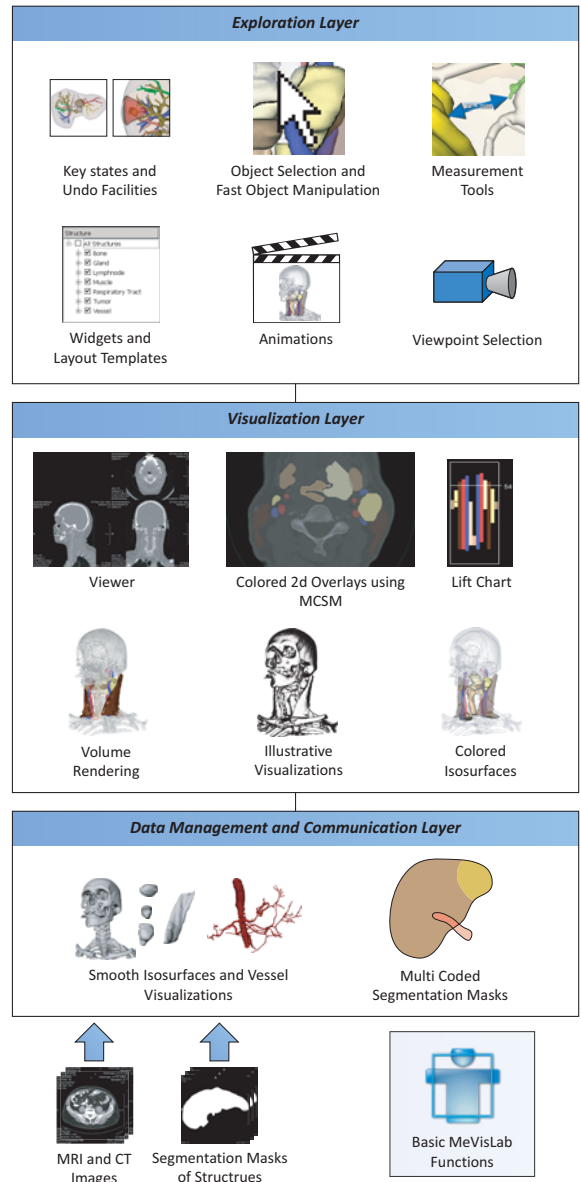 Exploration Layer
Key states and
Undo Facilities
Object Selection and
Fast Object Manipulation
Measurement
Tools
Structure
All Structures
Bone
Gland
Lymphnode
Muscle
Respiratory Tract
Tumor
Vessel
Widgets and
Layout Templates
Animations
Viewpoint Selection
Visualization Layer
Viewer
Colored 2d Overlays using
MCSM
54
Lift Chart
Volume
Rendering
Illustrative
Visualizations
Colored
Isosurfaces
Data Management and Communication Layer
Smooth Isosurfaces and Vessel
Visualizations
Multi Coded
Segmentation Masks
MRI and CT
Images
Segmentation Masks
of Structrues
Basic MeVisLab
Functions